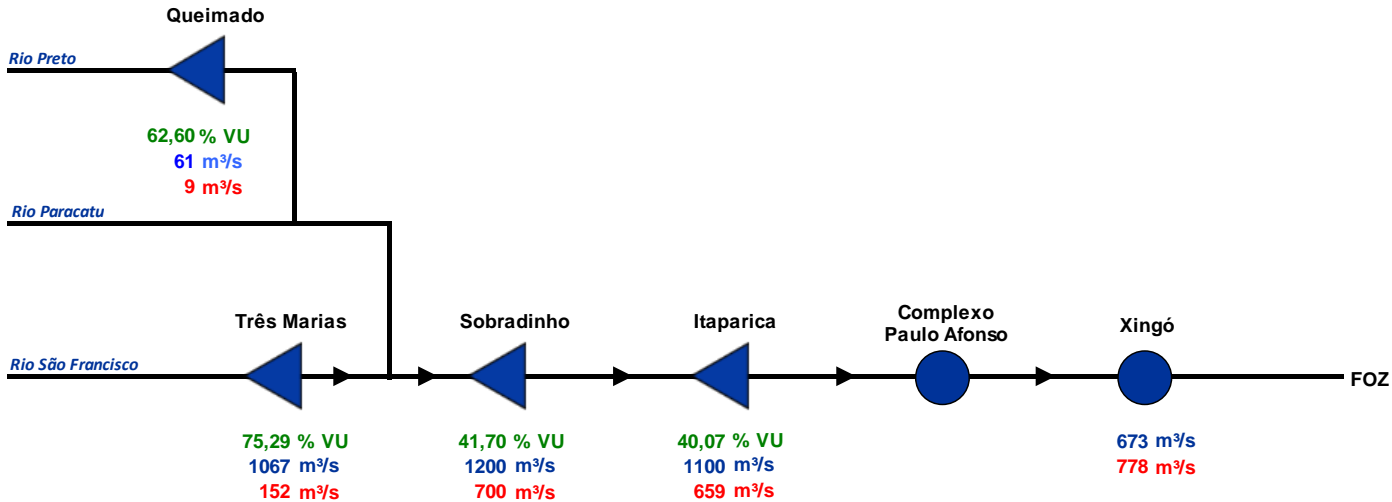 Queimado
Rio Preto
62,60 % VU
61 m³/s
9 m³/s
Rio Paracatu
Três Marias
Sobradinho
Itaparica
Complexo
Paulo Afonso
Xingó
Rio São Francisco
FOZ
75,29 % VU
1067 m³/s
152 m³/s
41,70 % VU
1200 m³/s
700 m³/s
40,07 % VU
1100 m³/s
659 m³/s
673 m³/s
778 m³/s